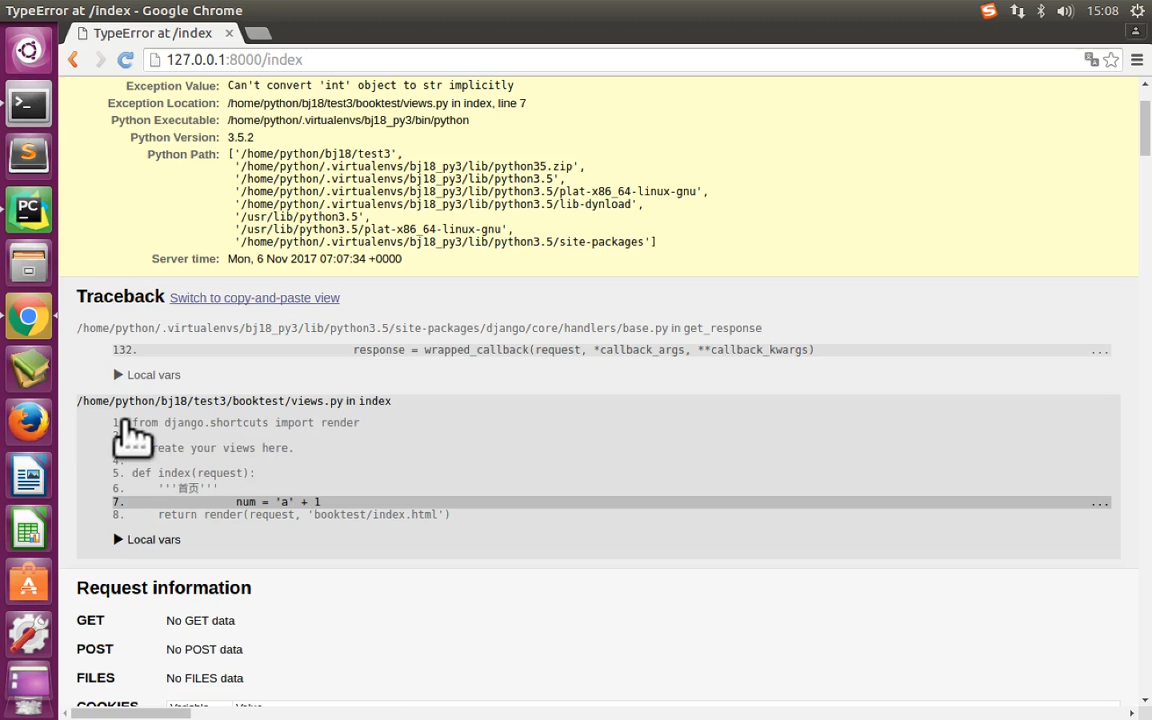 TypeError at /index - Google Chrome
15:08
TypeError at /index
127.0.0.1:8000/index
Exception Value: Can't convert 'int' object to str implicitly
Exception Location: /home/python/bj18/test3/booktest/views.py in index, line 7
Python Executable: /home/python/.virtualenvs/bj18_py3/bin/python
Python Version: 3.5.2
Python Path: ['/home/python/bj18/test3',
'/home/python/.virtualenvs/bj18_py3/lib/python35.zip',
'/home/python/.virtualenvs/bj18_py3/lib/python3.5',
'/home/python/.virtualenvs/bj18_py3/lib/python3.5/plat-x86_64-linux-gnu',
'/home/python/.virtualenvs/bj18_py3/lib/python3.5/lib-dynload',
'/usr/lib/python3.5',
'/usr/lib/python3.5/plat-x86_64-linux-gnu',
'/home/python/.virtualenvs/bj18_py3/lib/python3.5/site-packages']
Server time: Mon, 6 Nov 2017 07:07:34 +0000
Traceback Switch to copy-and-paste view
/home/python/.virtualenvs/bj18_py3/lib/python3.5/site-packages/django/core/handlers/base.py in get_response
132. response = wrapped_callback(request, *callback_args, **callback_kwargs) ...
▶ Local vars
/home/python/bj18/test3/booktest/views.py in index
1. from django.shortcuts import render
your views here.
5. def index(request):
6. '''首页'''
7. num = 'a' + 1 ...
8. return render(request, 'booktest/index.html')
▶ Local vars
Request information
GET No GET data
POST No POST data
FILES No FILES data
COOKIES Variable Value